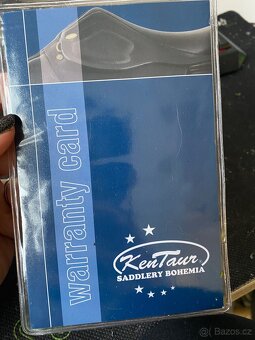 warranty card
KenTaur®
SADDLERY BOHEMIA
Bazos.cz